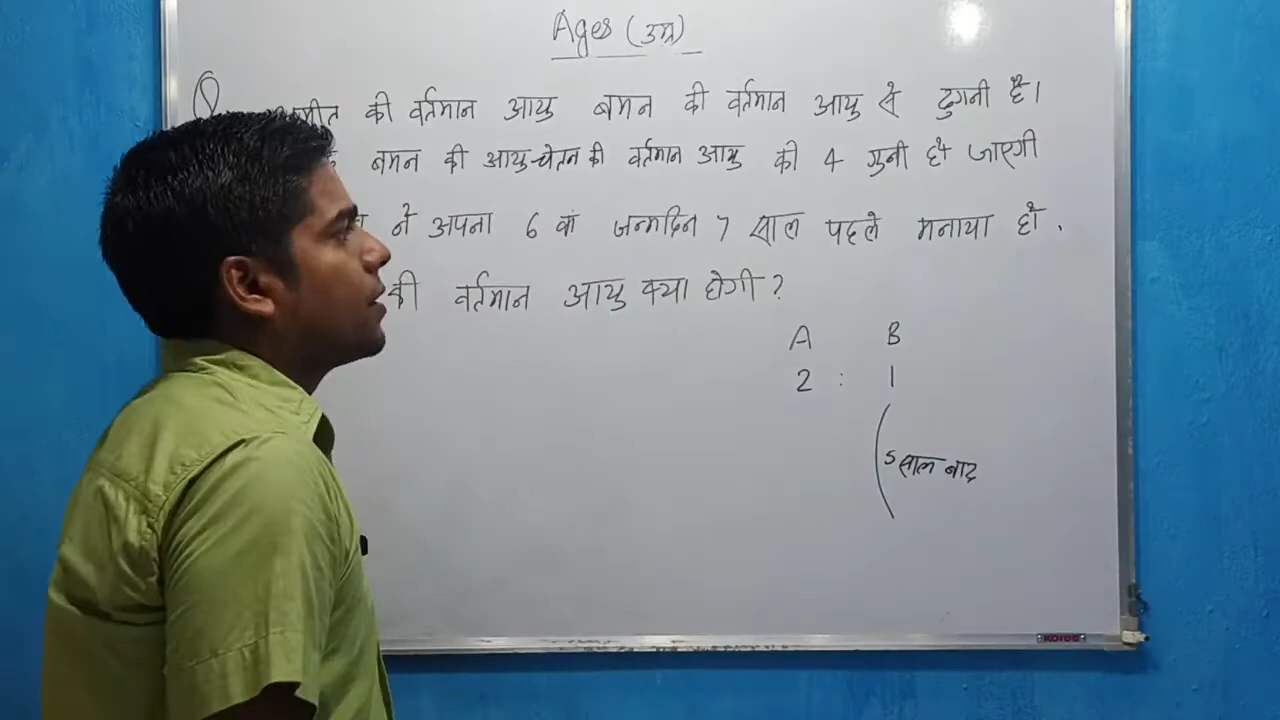 Ages (उम्र)
Q की वर्तमान आयु बमन की वर्तमान आयु से दुगनी है।
बमन की आयु चेतन की वर्तमान आयु की 4 गुनी हो जाएगी
ने अपना 6 वां जन्मदिन 7 साल पहले मनाया हो .
की वर्तमान आयु क्या होगी ?
A B
2 : 1
5 साल बाद
KOROS